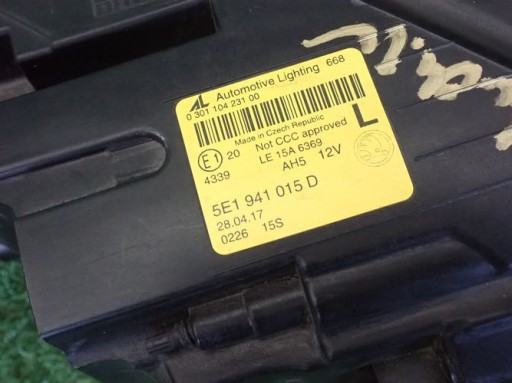 AL Automotive Lighting 668
0 301 104 231 00
Made in Czech Republic
Not CCC approved L
E1 20 LE 15A 6369
4339 AH5 12V
5E1 941 015 D
28.04.17
0226 15S